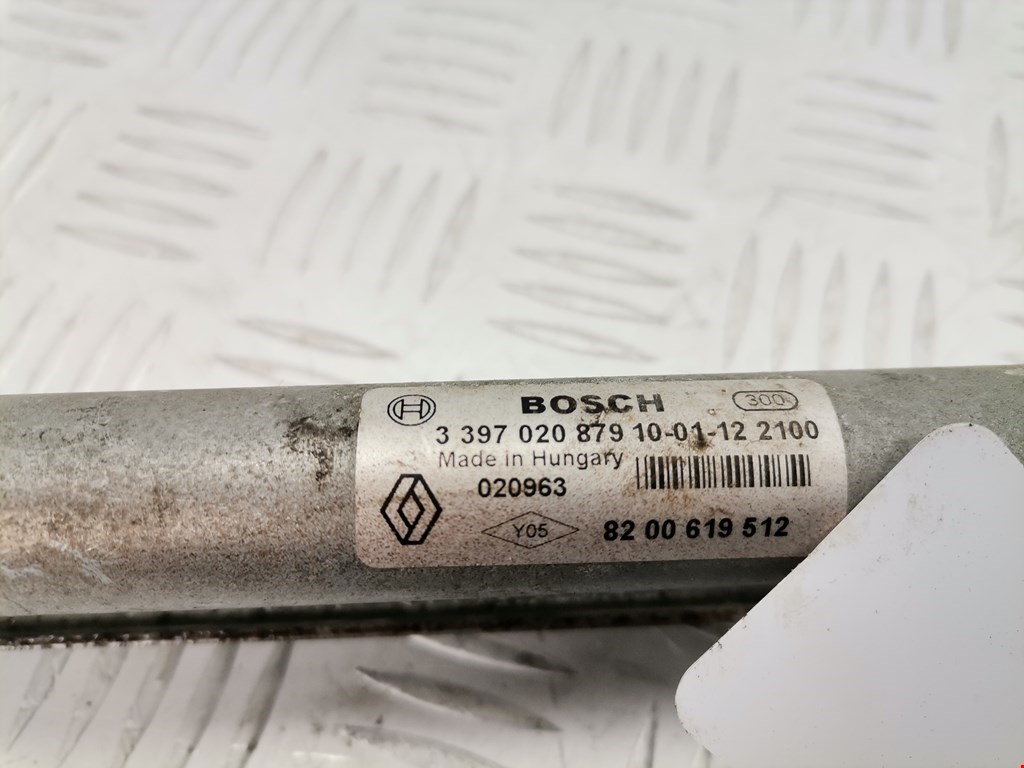 BOSCH 300
3 397 020 879 10-01-12 2100
Made in Hungary
020963
Y05 82 00 619 512